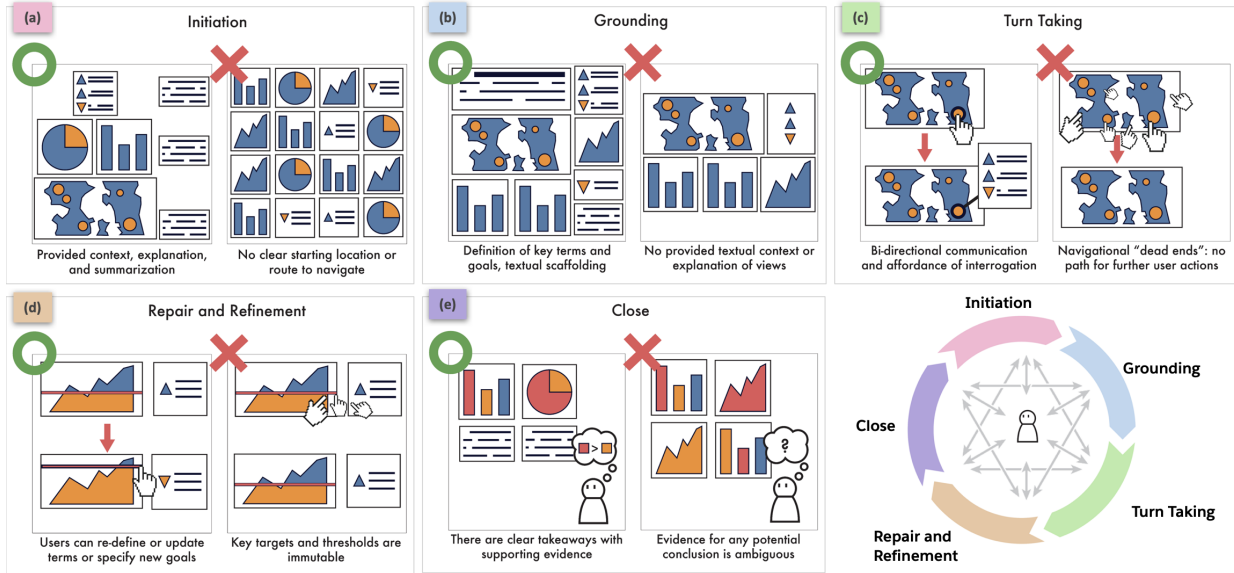 (a)
Initiation
Provided context, explanation,
and summarization
No clear starting location or
route to navigate
(b)
Grounding
Definition of key terms and
goals, textual scaffolding
No provided textual context or
explanation of views
(c)
Turn Taking
Bi-directional communication
and affordance of interrogation
Navigational “dead ends”: no
path for further user actions
(d)
Repair and Refinement
Users can re-define or update
terms or specify new goals
Key targets and thresholds are
immutable
(e)
Close
>
There are clear takeaways with
supporting evidence
?
Evidence for any potential
conclusion is ambiguous
Initiation
Grounding
Turn Taking
Repair and
Refinement
Close